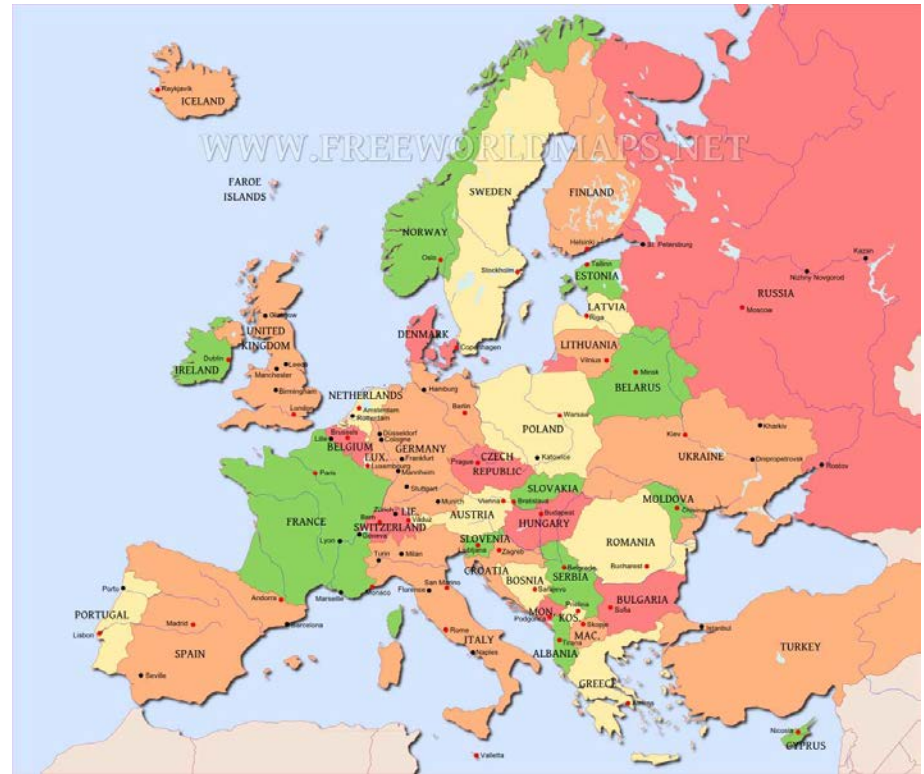 Reykjavik
ICELAND
WWW.FREEWORLDMAPS.NET
FAROE
ISLANDS
SWEDEN
FINLAND
NORWAY
Helsinki
St. Petersburg
Kazan
Oslo
Stockholm
Tallinn
ESTONIA
Nizhny Novgorod
RUSSIA
Moscow
LATVIA
Riga
Glasgow
UNITED
KINGDOM
DENMARK
Copenhagen
LITHUANIA
Vilnius
Minsk
BELARUS
Dublin
IRELAND
Leeds
Manchester
Birmingham
London
NETHERLANDS
Amsterdam
Rotterdam
Hamburg
Berlin
Warsaw
POLAND
Brussels
Lille
BELGIUM
Düsseldorf
Cologne
GERMANY
LUX.
Luxembourg
Frankfurt
Mannheim
Stuttgart
Munich
Prague
CZECH
REPUBLIC
Katowice
Kiev
Kharkiv
UKRAINE
Dnipropetrovsk
Rostov
Paris
FRANCE
Zürich
LIE.
Bern
Vaduz
SWITZERLAND
Geneva
Lyon
Vienna
Bratislava
SLOVAKIA
AUSTRIA
Budapest
HUNGARY
MOLDOVA
ROMANIA
Bucharest
SLOVENIA
Ljubljana
Zagreb
CROATIA
Turin
Milan
BOSNIA
Sarajevo
Belgrade
SERBIA
San Marino
Florence
Monaco
Marseille
Andorra
Barcelona
Porto
PORTUGAL
Lisbon
Madrid
SPAIN
Seville
Rome
ITALY
Naples
MON.
Podgorica
Pristina
KOS.
Skopje
MAC.
BULGARIA
Sofia
Tirana
ALBANIA
GREECE
Athens
Istanbul
TURKEY
Nicosia
CYPRUS
Valletta